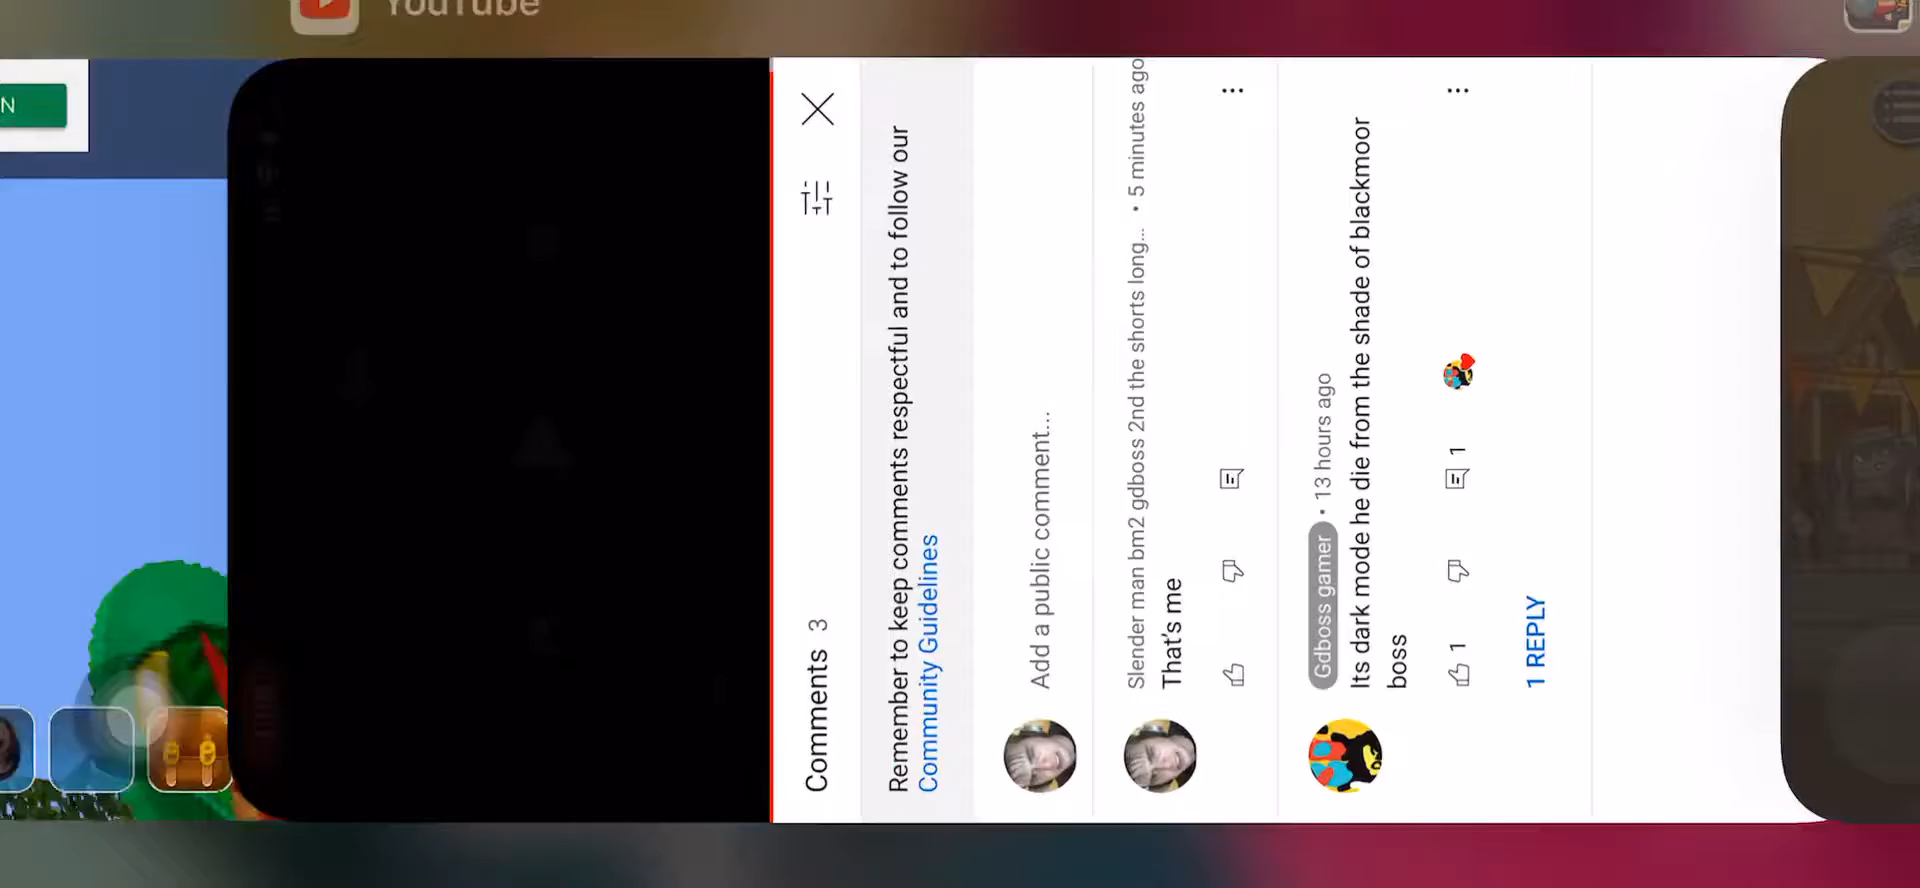 YouTube
N
Comments 3
Remember to keep comments respectful and to follow our
Community Guidelines
Add a public comment...
Slender man bm2 gdboss 2nd the shorts long... • 5 minutes ago
That's me
Gdboss gamer • 13 hours ago
Its dark mode he die from the shade of blackmoor
boss
1 1
1 REPLY